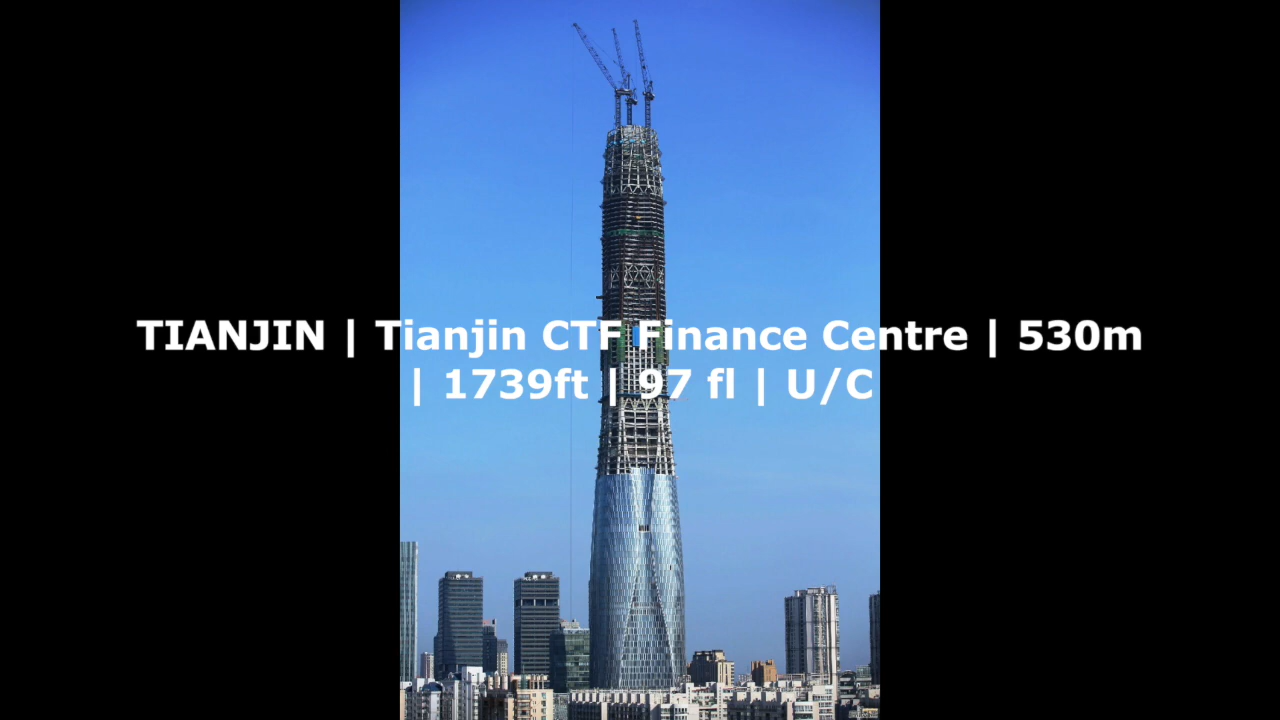 TIANJIN | Tianjin CTF Finance Centre | 530m
| 1739ft | 97 fl | U/C